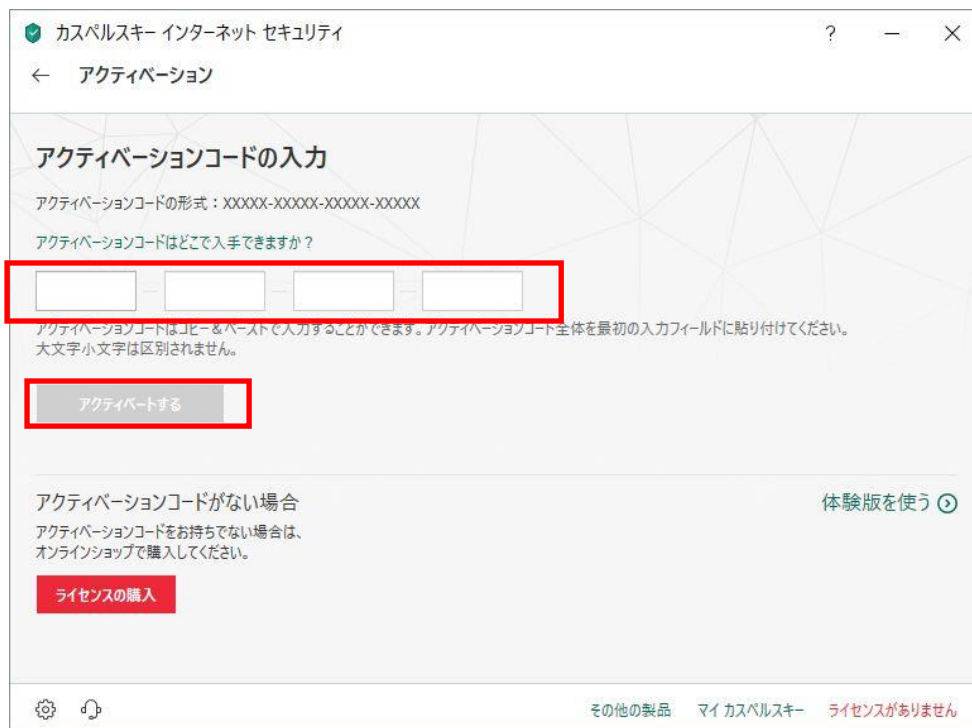 カスペルスキー インターネット セキュリティ
?
アクティベーション
アクティベーションコードの入力
アクティベーションコードの形式：XXXXX-XXXXX-XXXXX-XXXXX
アクティベーションコードはどこで入手できますか？
アクティベーションコードはコピー＆ペーストで入力することができます。アクティベーションコード全体を最初の入力フィールドに貼り付けてください。
大文字小文字は区別されません。
アクティベートする
アクティベーションコードがない場合
体験版を使う
アクティベーションコードをお持ちでない場合は、
オンラインショップで購入してください。
ライセンスの購入
その他の製品 マイ カスペルスキー ライセンスがありません